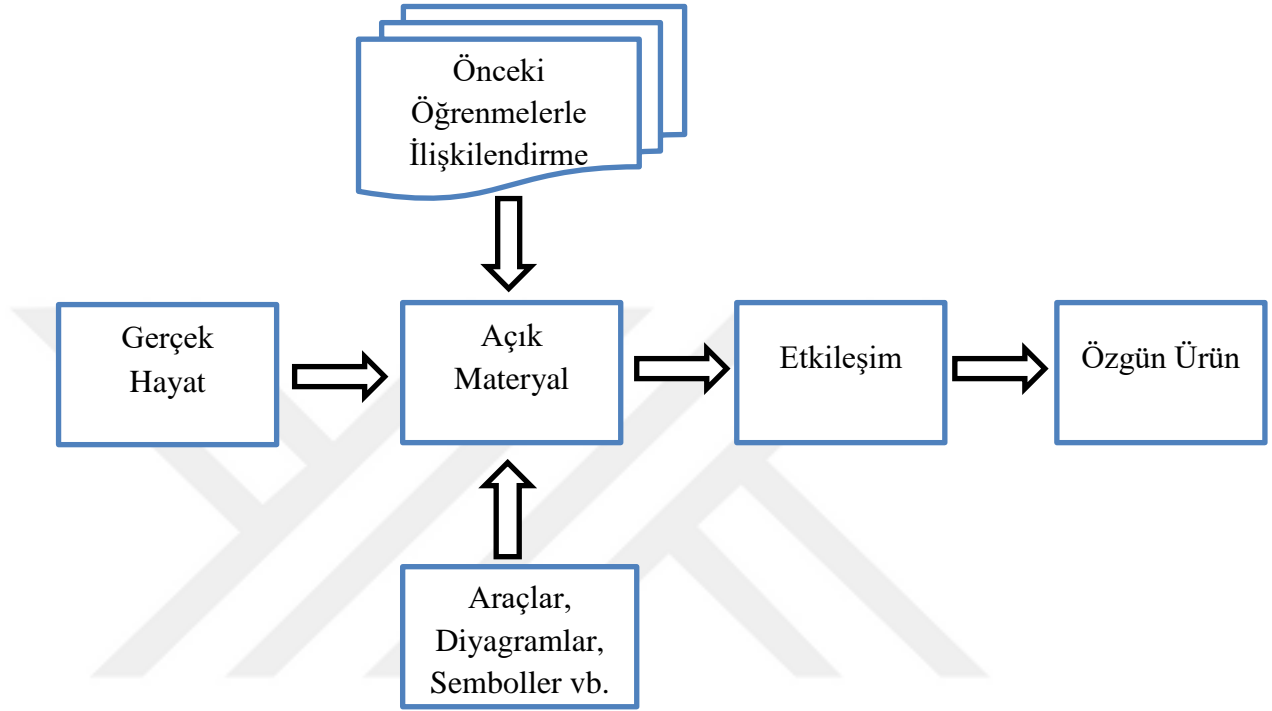 Önceki
Öğrenmelerle
İlişkilendirme
Gerçek
Hayat
Açık
Materyal
Etkileşim
Özgün Ürün
Araçlar,
Diyagramlar,
Semboller vb.